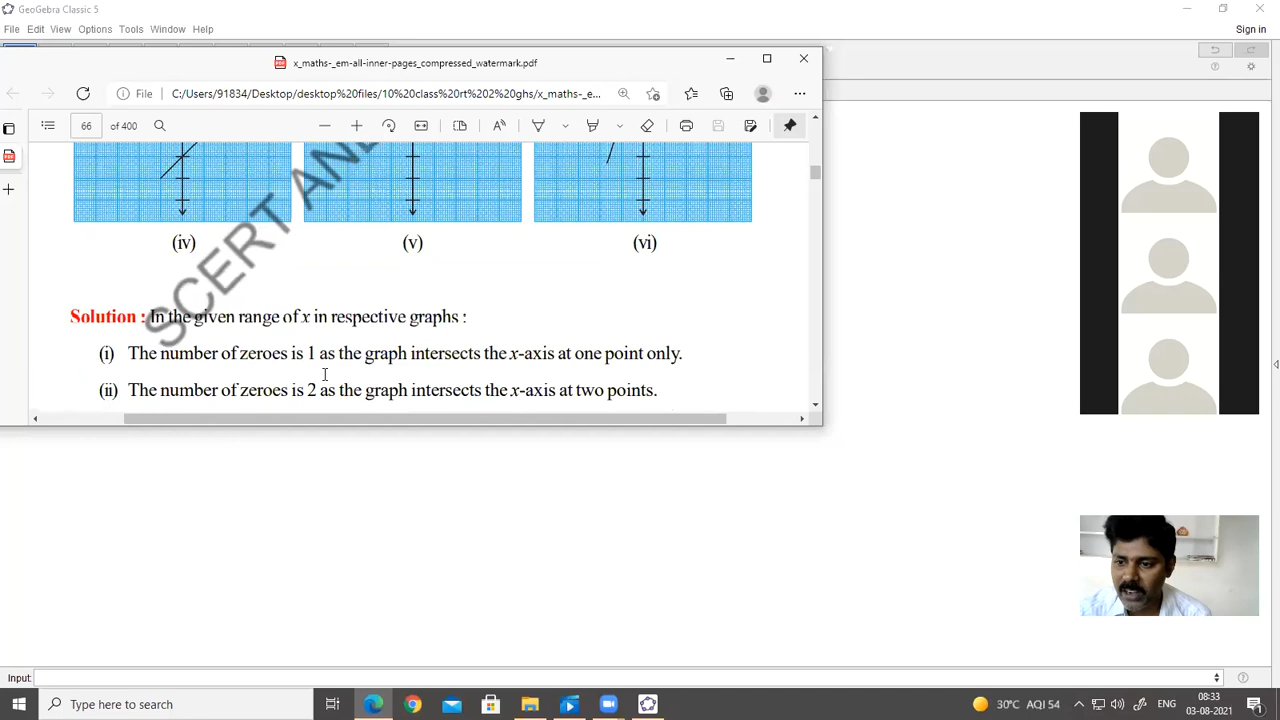 GeoGebra Classic 5
File Edit View Options Tools Window Help
Sign in
x_maths-_em-all-inner-pages_compressed_watermark.pdf
File C:/Users/91834/Desktop/desktop%20files/10%20class%20rt%202%20ghs/x_maths-_e...
66 of 400
SCERT
(iv) (v) (vi)
Solution : In the given range of x in respective graphs :
(i) The number of zeroes is 1 as the graph intersects the x-axis at one point only.
(ii) The number of zeroes is 2 as the graph intersects the x-axis at two points.
Input:
Type here to search
30°C AQI 54
ENG
08:33
03-08-2021
1